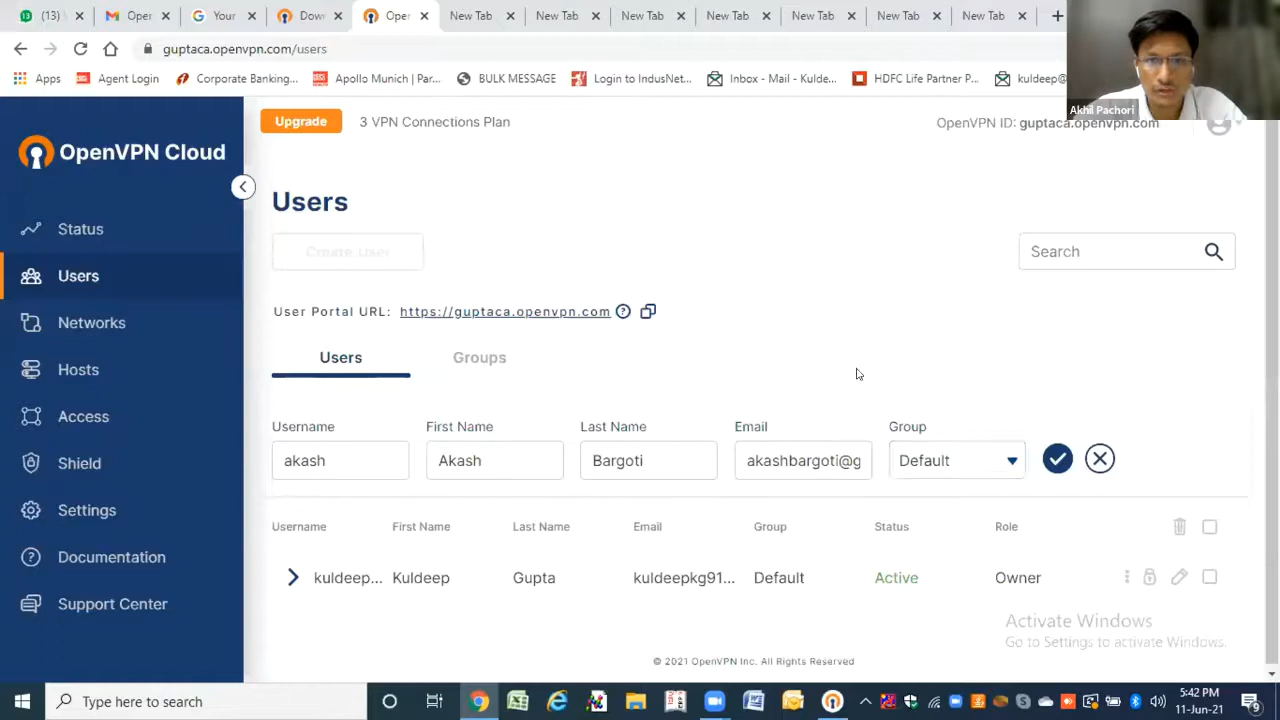 (13)
Oper
Your
Dow
Oper
New Tab
New Tab
New Tab
New Tab
New Tab
New Tab
New Tab
guptaca.openvpn.com/users
Apps
Agent Login
Corporate Banking...
Apollo Munich | Par...
BULK MESSAGE
Login to IndusNet...
Inbox - Mail - Kulde...
HDFC Life Partner P...
kuldeep@
Akhil Pachori
Upgrade
3 VPN Connections Plan
OpenVPN ID: guptaca.openvpn.com
OpenVPN Cloud
Status
Users
Networks
Hosts
Access
Shield
Settings
Documentation
Support Center
Users
Create User
Search
User Portal URL: https://guptaca.openvpn.com
Users
Groups
Username
First Name
Last Name
Email
Group
akash
Akash
Bargoti
akashbargoti@g
Default
Username
First Name
Last Name
Email
Group
Status
Role
kuldeep...
Kuldeep
Gupta
kuldeepkg91...
Default
Active
Owner
Activate Windows
Go to Settings to activate Windows.
© 2021 OpenVPN Inc. All Rights Reserved
Type here to search
5:42 PM
11-Jun-21
9